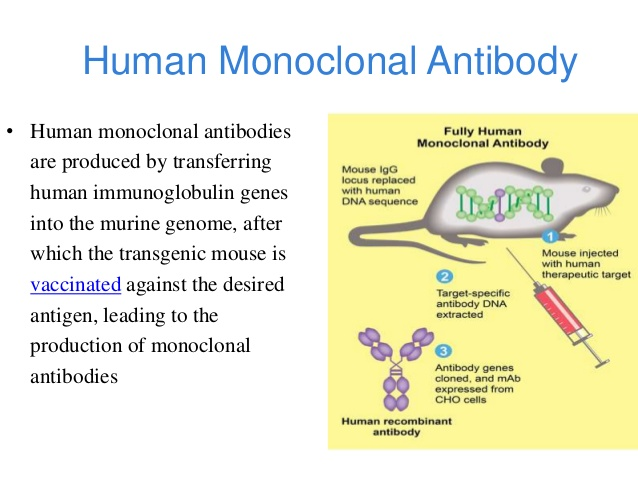 Human Monoclonal Antibody
• Human monoclonal antibodies
are produced by transferring
human immunoglobulin genes
into the murine genome, after
which the transgenic mouse is
vaccinated against the desired
antigen, leading to the
production of monoclonal
antibodies
Fully Human
Monoclonal Antibody
Mouse IgG
locus replaced
with human
DNA sequence
1
Mouse injected
with human
therapeutic target
2
Target-specific
antibody DNA
extracted
3
Antibody genes
cloned, and mAb
expressed from
CHO cells
Human recombinant
antibody